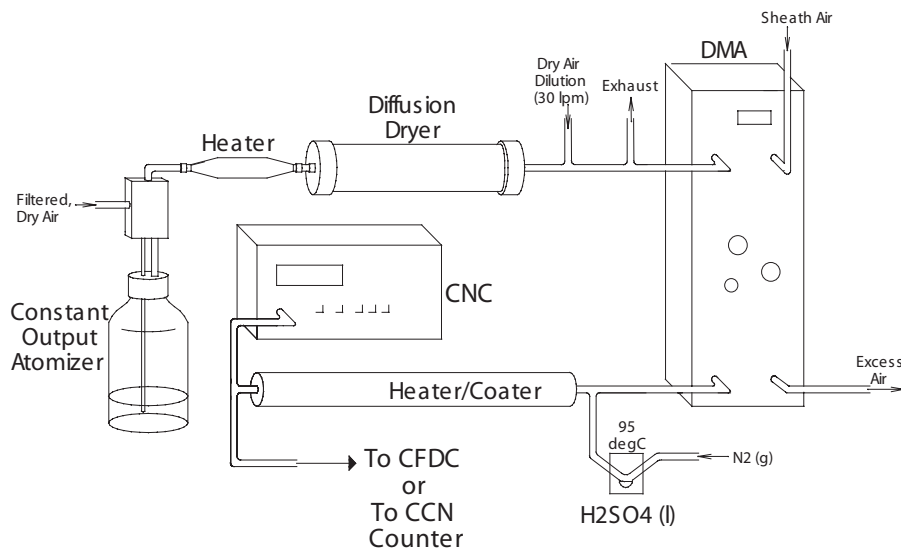 Sheath Air
DMA
Dry Air
Dilution
(30 lpm)
Exhaust
Diffusion
Dryer
Heater
Filtered,
Dry Air
CNC
Constant
Output
Atomizer
Heater/Coater
Excess
Air
95
degC
N2 (g)
H2SO4 (l)
To CFDC
or
To CCN
Counter